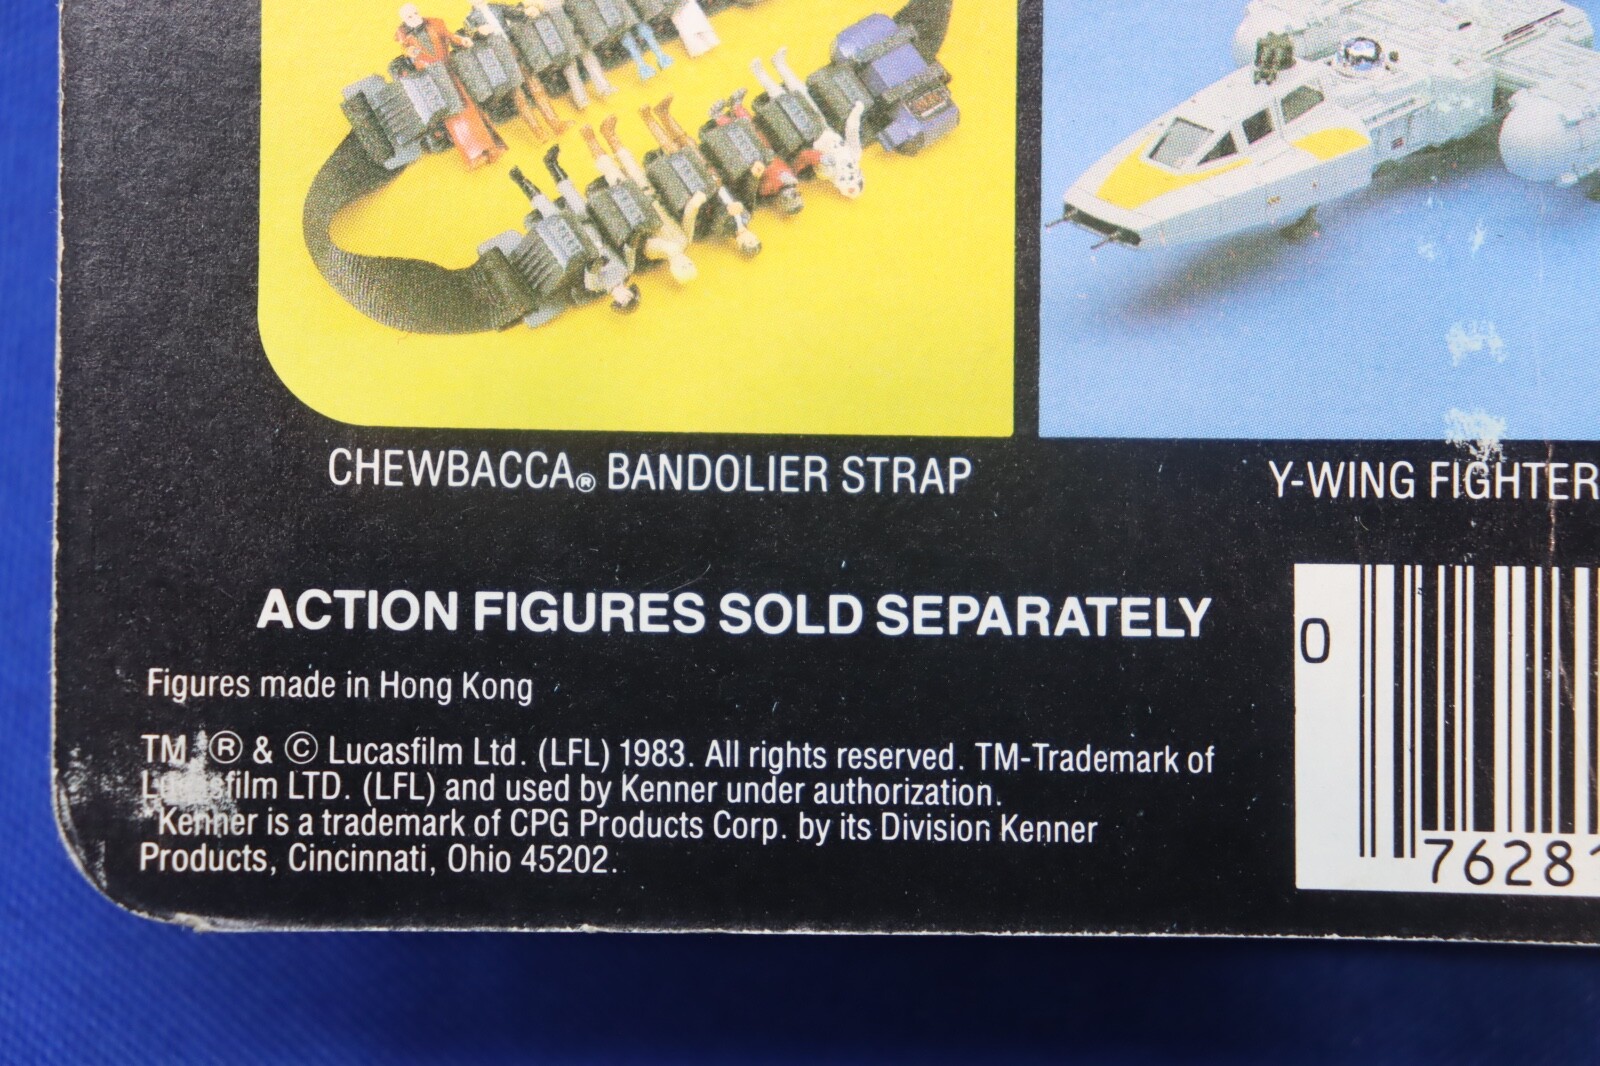 CHEWBACCA® BANDOLIER STRAP
Y-WING FIGHTER
ACTION FIGURES SOLD SEPARATELY
Figures made in Hong Kong
TM ® & © Lucasfilm Ltd. (LFL) 1983. All rights reserved. TM-Trademark of
Lucasfilm LTD. (LFL) and used by Kenner under authorization.
Kenner is a trademark of CPG Products Corp. by its Division Kenner
Products, Cincinnati, Ohio 45202.
0
76281